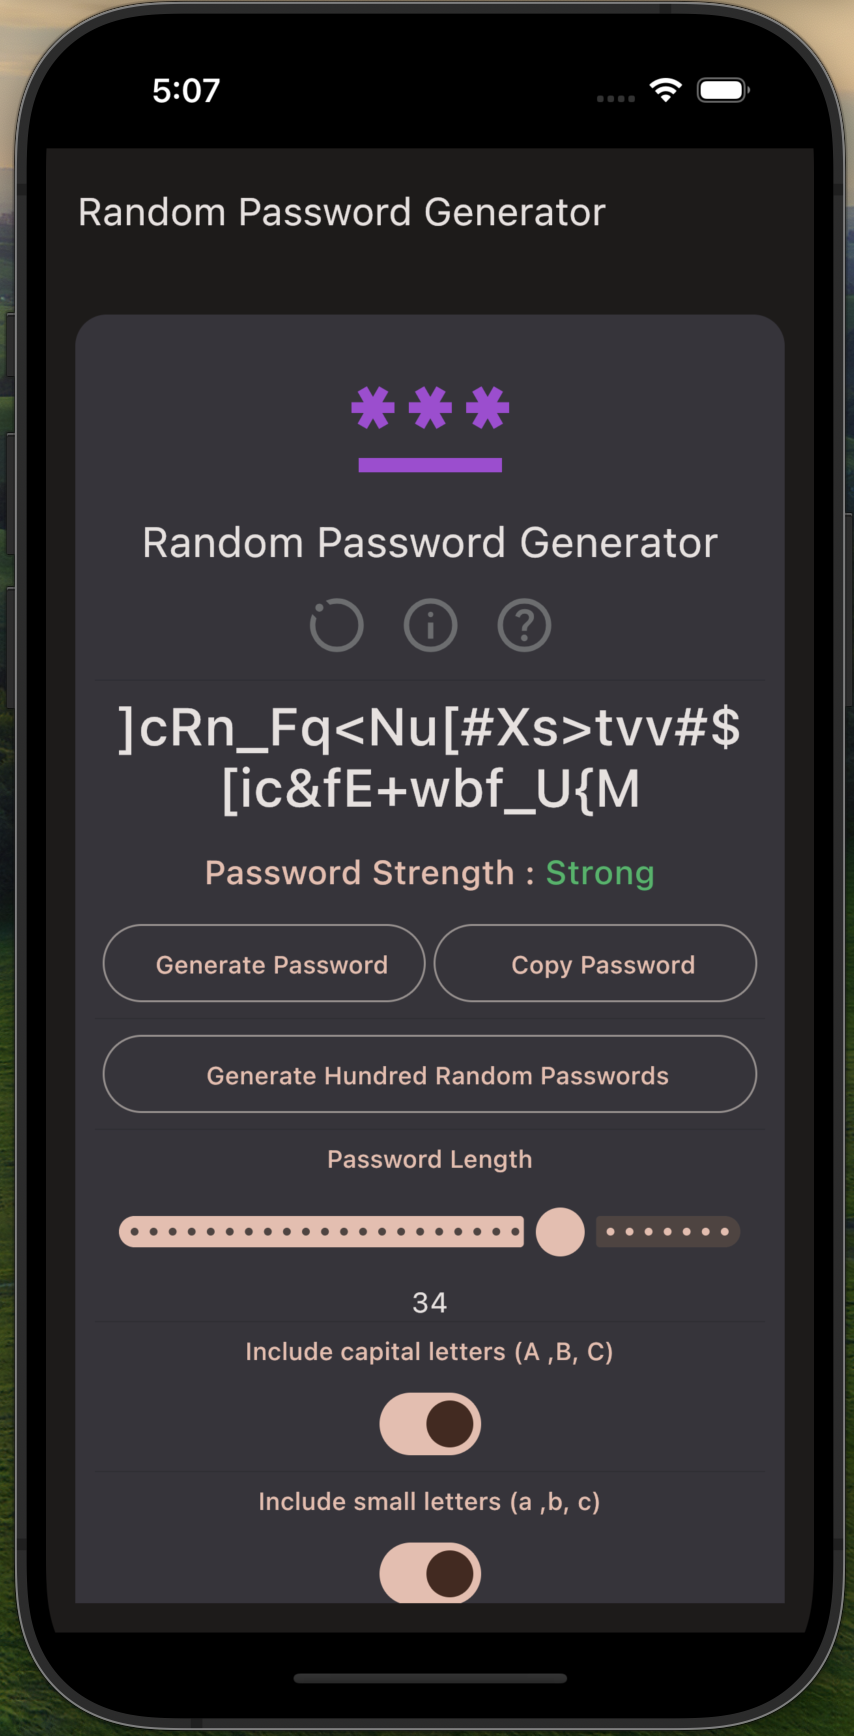 5:07
Random Password Generator
***
Random Password Generator
]cRn_Fq<Nu[#Xs>tvv#$
[ic&fE+wbf_U{M
Password Strength : Strong
Generate Password Copy Password
Generate Hundred Random Passwords
Password Length
34
Include capital letters (A ,B, C)
Include small letters (a ,b, c)